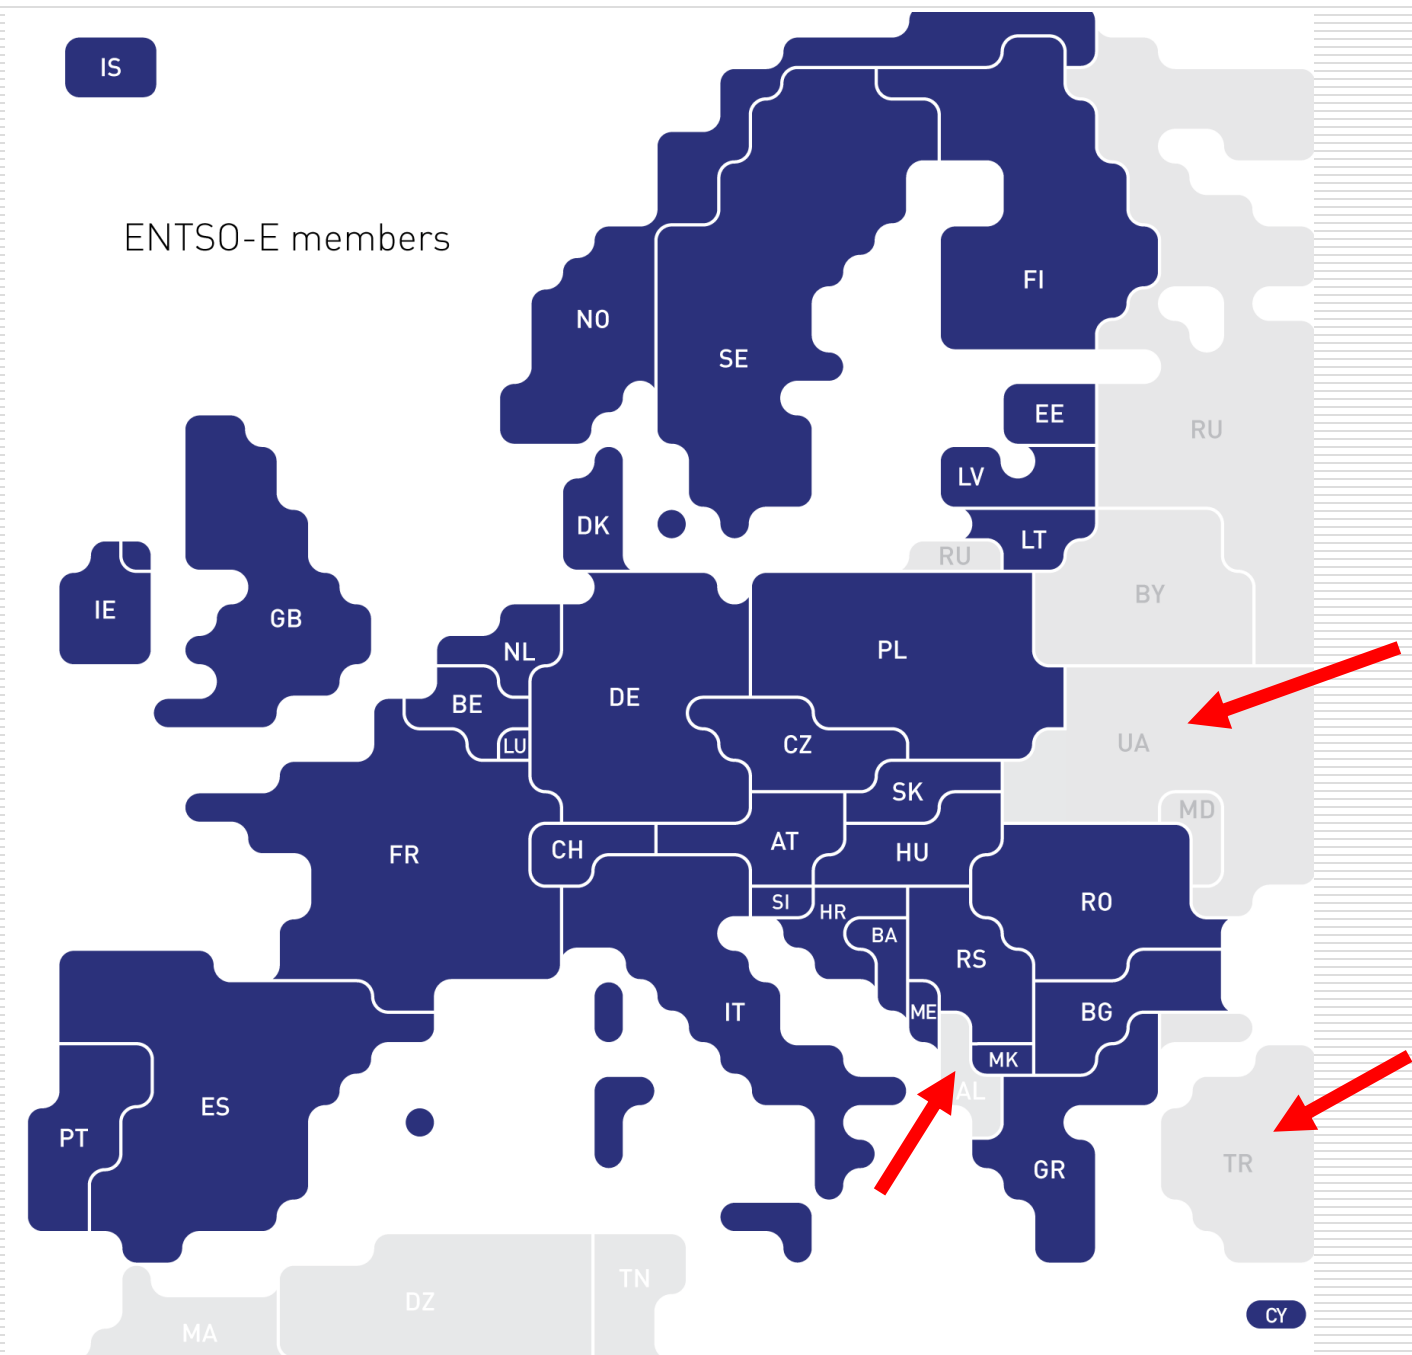 IS
ENTSO-E members
FI
NO
SE
EE
RU
LV
DK
LT
RU
BY
IE
GB
NL
PL
BE
DE
LU
CZ
UA
SK
MD
FR
CH
AT
HU
SI
HR
RO
BA
RS
IT
ME
BG
MK
AL
ES
PT
GR
TR
TN
DZ
MA
CY